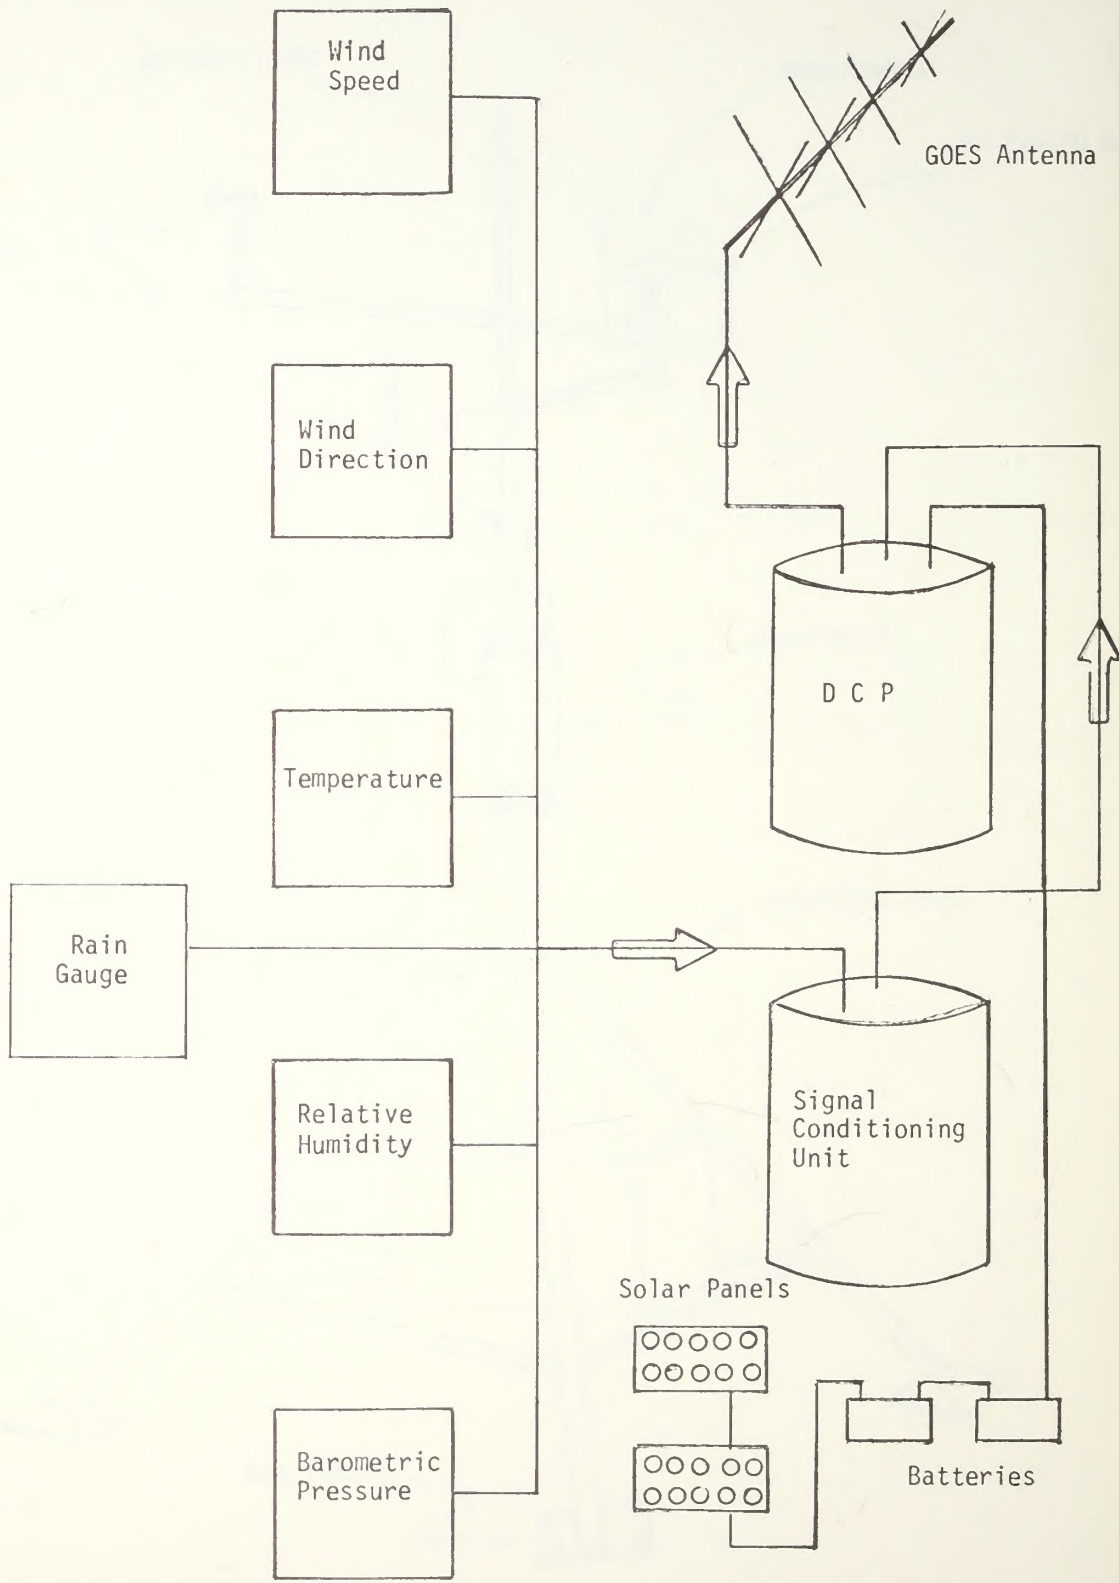 Wind
Speed
GOES Antenna
Wind
Direction
D C P
Temperature
Rain
Gauge
Relative
Humidity
Signal
Conditioning
Unit
Solar Panels
Barometric
Pressure
Batteries